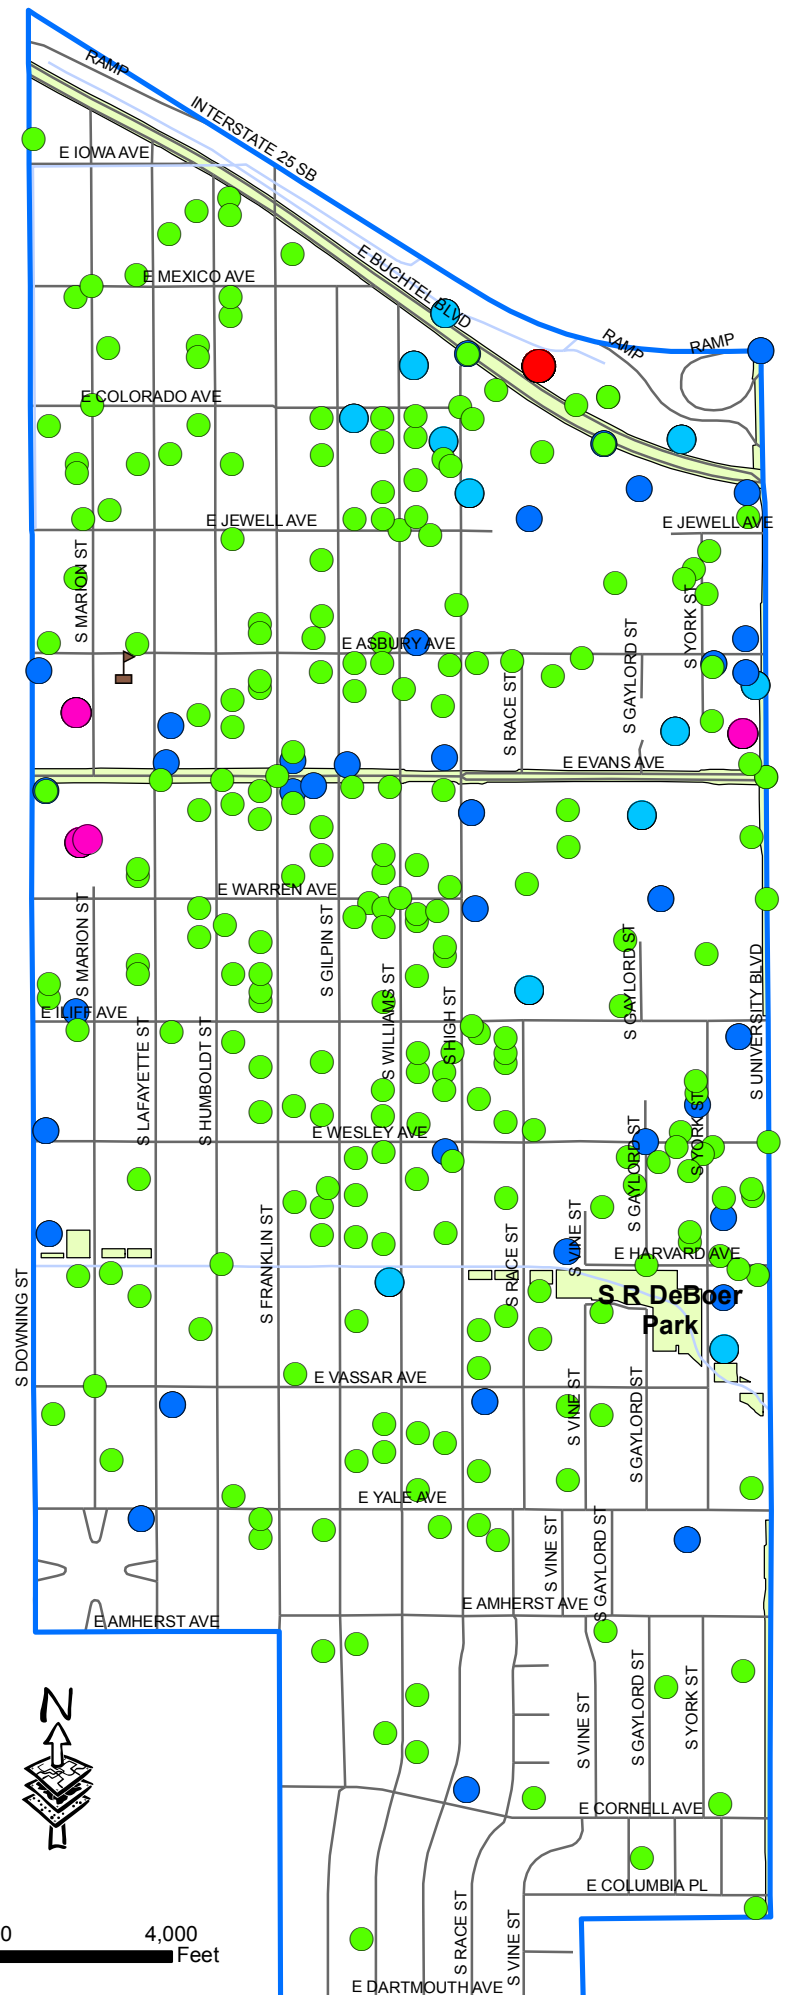 RAMP
INTERSTATE 25 SB
E IOWA AVE
E BUCHTEL BLVD
E MEXICO AVE
RAMP
RAMP
E COLORADO AVE
E JEWELL AVE
E JEWELL AVE
S MARION ST
S YORK ST
S GAYLORD ST
E ASBURY AVE
S RACE ST
E EVANS AVE
E WARREN AVE
S MARION ST
S GILPIN ST
S GAYLORD ST
S UNIVERSITY BLVD
S WILLIAMS ST
S HIGH ST
E ILIFF AVE
S LAFAYETTE ST
S HUMBOLDT ST
E WESLEY AVE
S YORK ST
S GAYLORD ST
S FRANKLIN ST
S RACE ST
S VINE ST
E HARVARD AVE
S DOWNING ST
S R DeBoer
Park
E VASSAR AVE
S VINE ST
S GAYLORD ST
E YALE AVE
S VINE ST
S GAYLORD ST
E AMHERST AVE
E AMHERST AVE
S VINE ST
S GAYLORD ST
S YORK ST
N
E CORNELL AVE
E COLUMBIA PL
S RACE ST
S VINE ST
0 4,000
Feet
E DARTMOUTH AVE